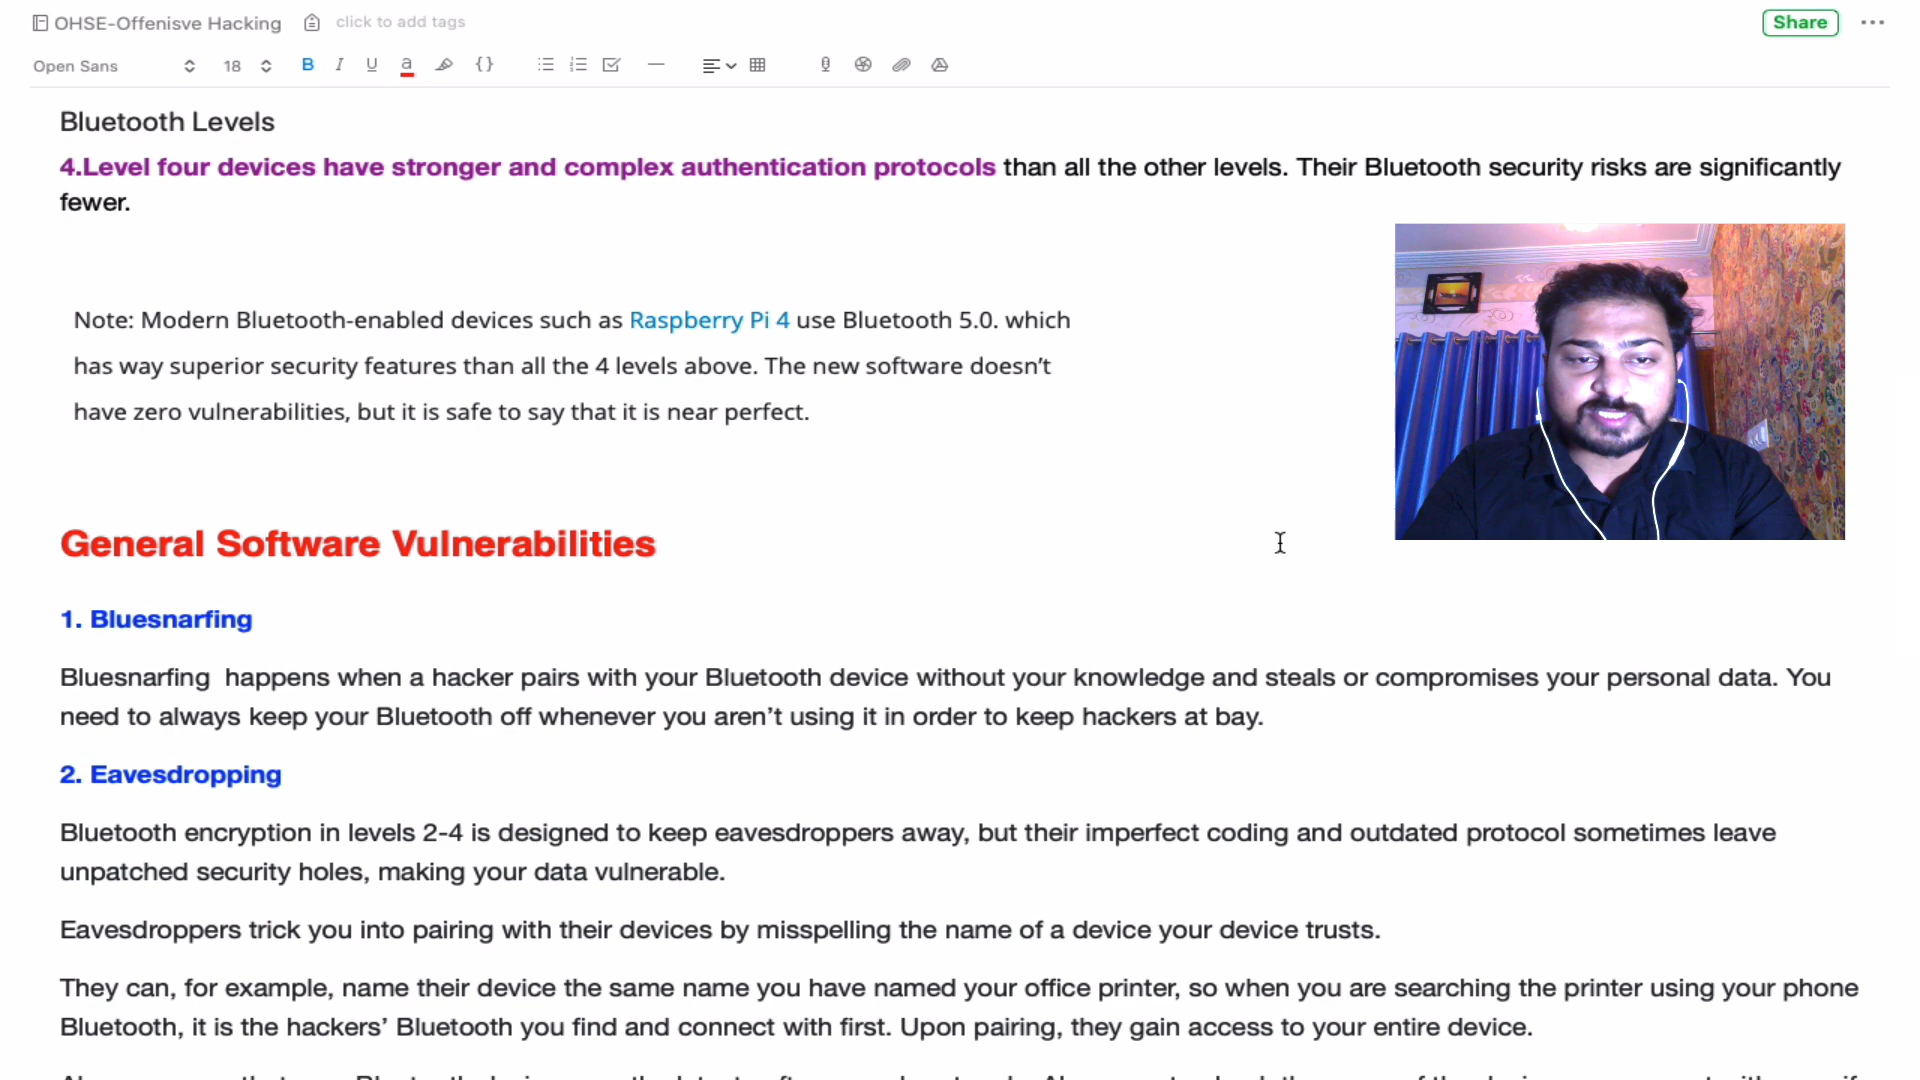 OHSE-Offenisve Hacking click to add tags Share
Open Sans 18 B I U a {}
Bluetooth Levels
4.Level four devices have stronger and complex authentication protocols than all the other levels. Their Bluetooth security risks are significantly
fewer.
Note: Modern Bluetooth-enabled devices such as Raspberry Pi 4 use Bluetooth 5.0. which
has way superior security features than all the 4 levels above. The new software doesn’t
have zero vulnerabilities, but it is safe to say that it is near perfect.
General Software Vulnerabilities
1. Bluesnarfing
Bluesnarfing happens when a hacker pairs with your Bluetooth device without your knowledge and steals or compromises your personal data. You
need to always keep your Bluetooth off whenever you aren’t using it in order to keep hackers at bay.
2. Eavesdropping
Bluetooth encryption in levels 2-4 is designed to keep eavesdroppers away, but their imperfect coding and outdated protocol sometimes leave
unpatched security holes, making your data vulnerable.
Eavesdroppers trick you into pairing with their devices by misspelling the name of a device your device trusts.
They can, for example, name their device the same name you have named your office printer, so when you are searching the printer using your phone
Bluetooth, it is the hackers’ Bluetooth you find and connect with first. Upon pairing, they gain access to your entire device.